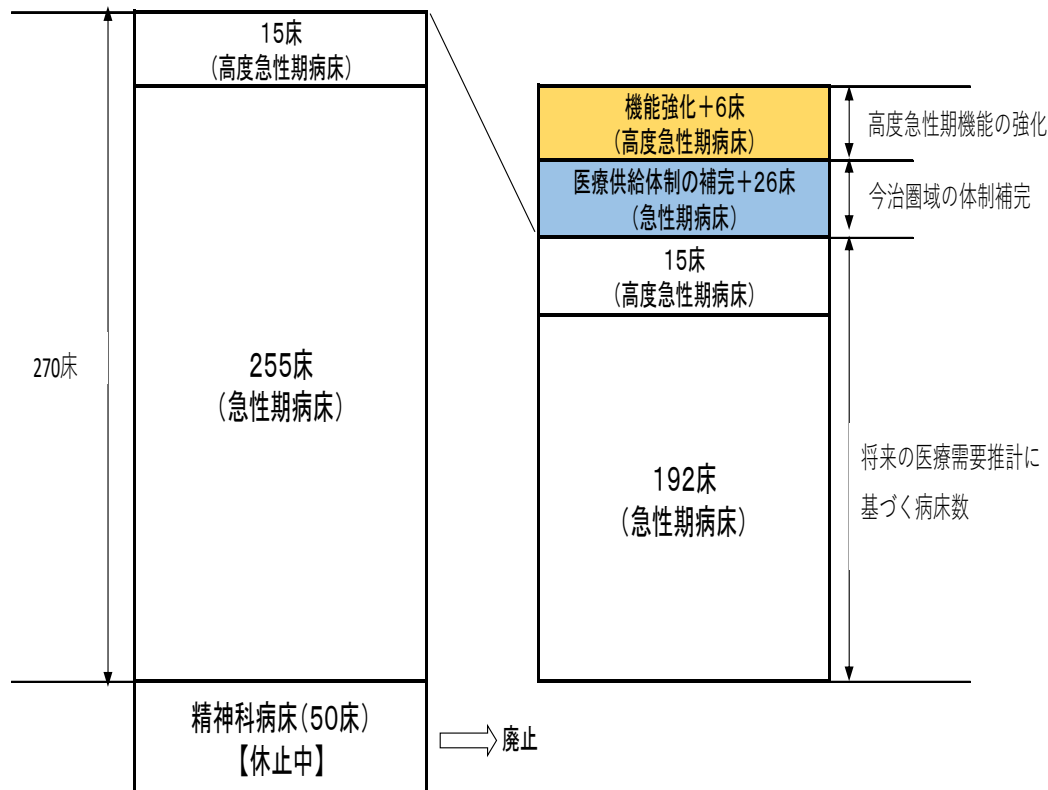 15床
(高度急性期病床)
270床
255床
(急性期病床)
精神科病床(50床)
【休止中】
廃止
機能強化+6床
(高度急性期病床)
医療供給体制の補完+26床
(急性期病床)
15床
(高度急性期病床)
192床
(急性期病床)
高度急性期機能の強化
今治圏域の体制補完
将来の医療需要推計に
基づく病床数